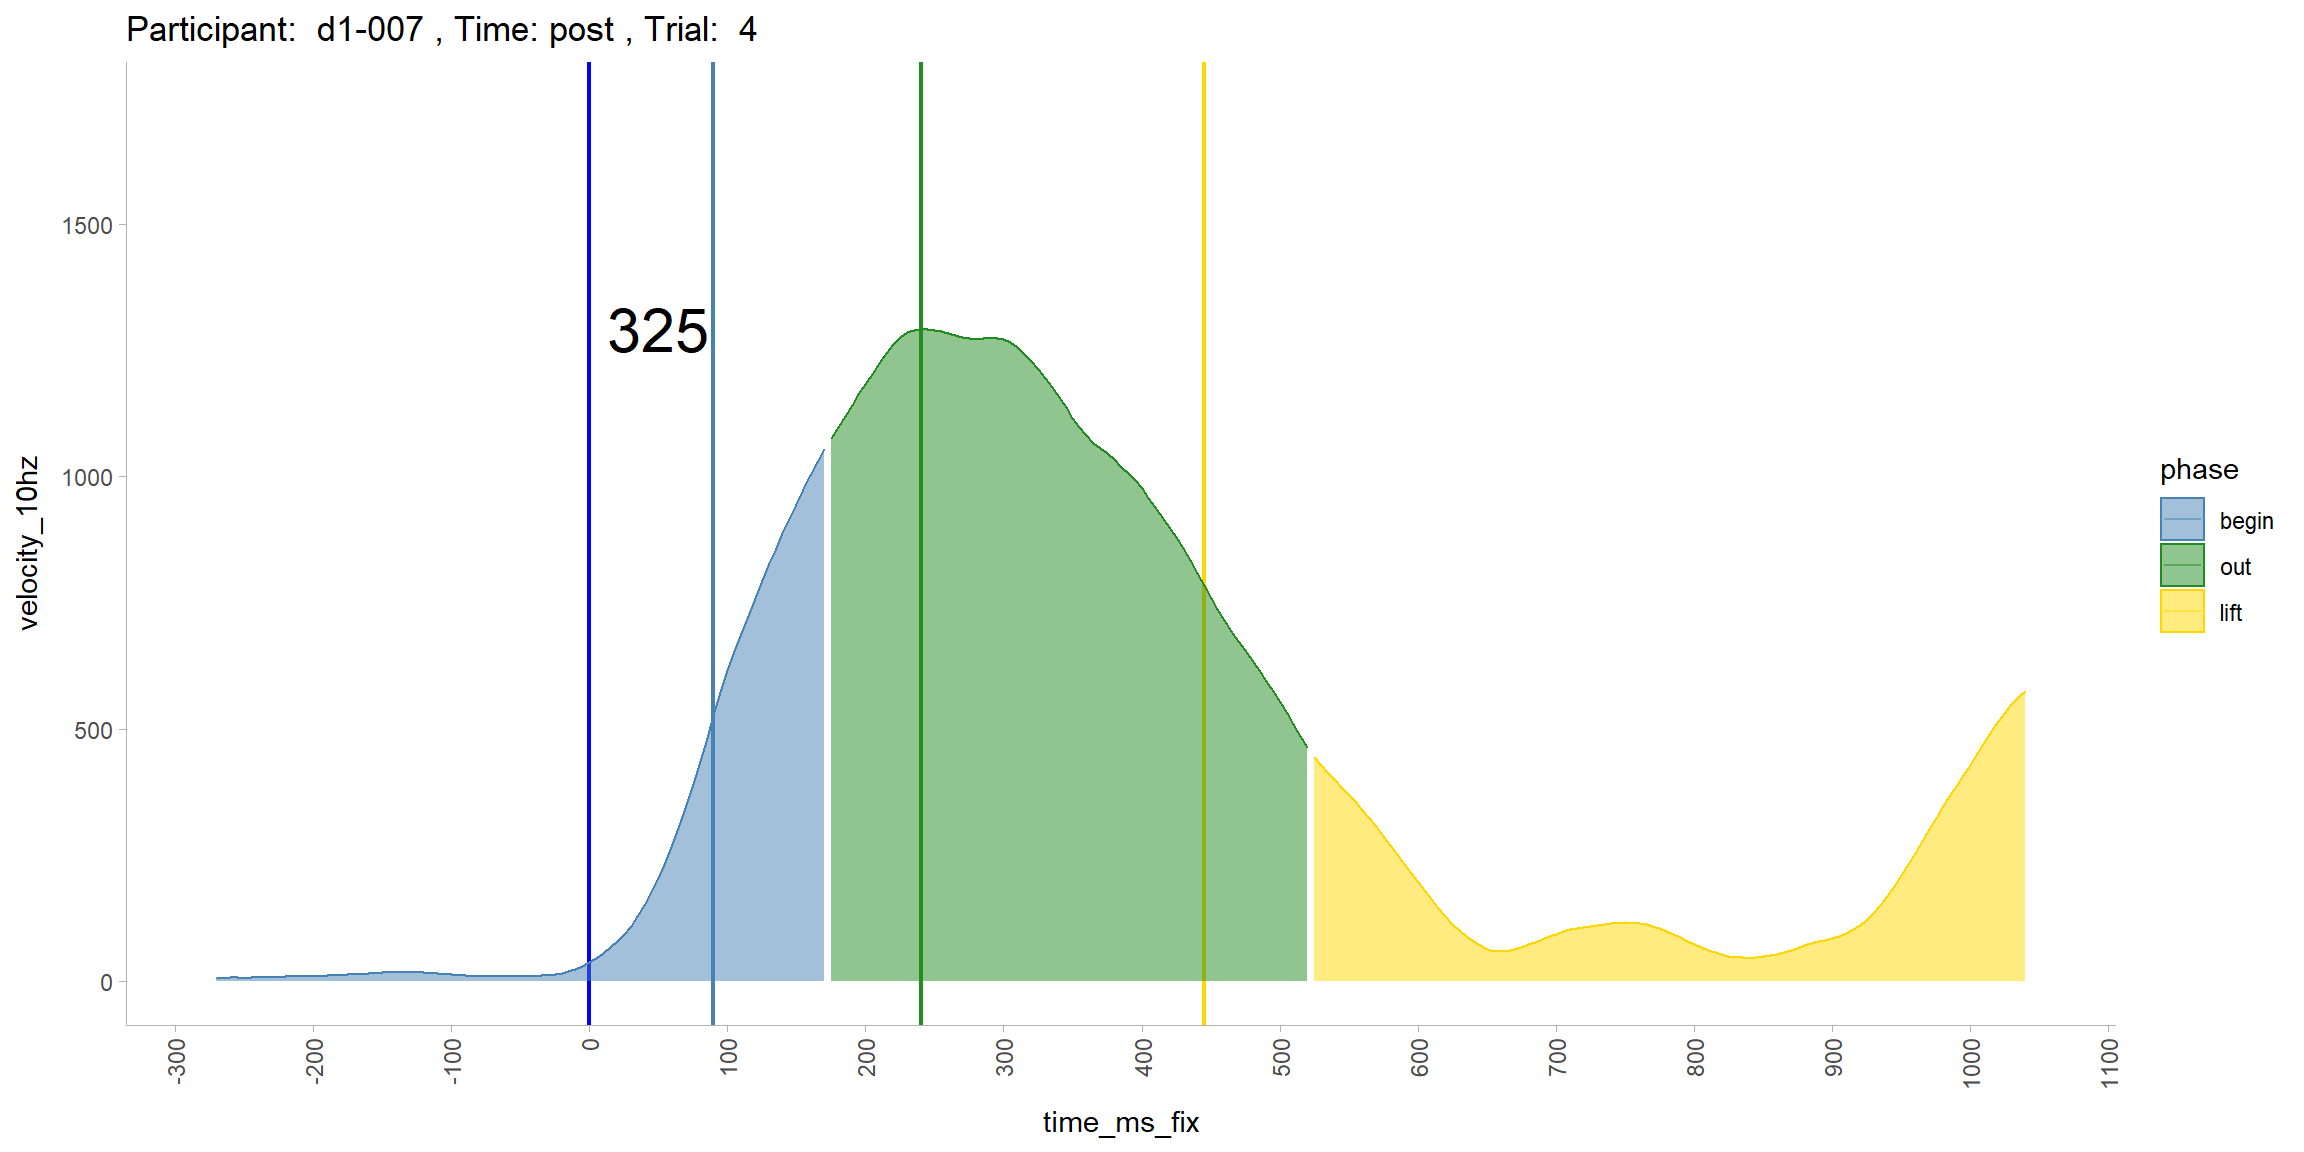 Participant:  d1-007 , Time: post , Trial:  4
1500
1000
500
0
velocity_10hz
325
-300 -200 -100 0 100 200 300 400 500 600 700 800 900 1000 1100
time_ms_fix
phase
begin
out
lift